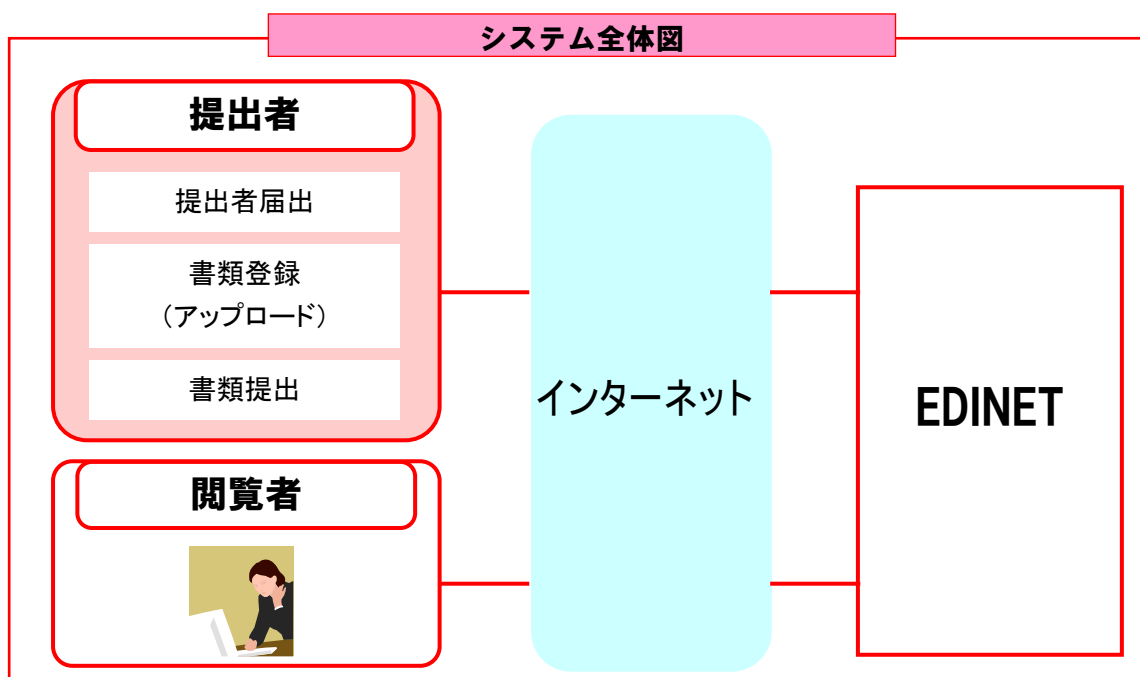 システム全体図
提出者
提出者届出
書類登録
（アップロード）
書類提出
閲覧者
インターネット
EDINET